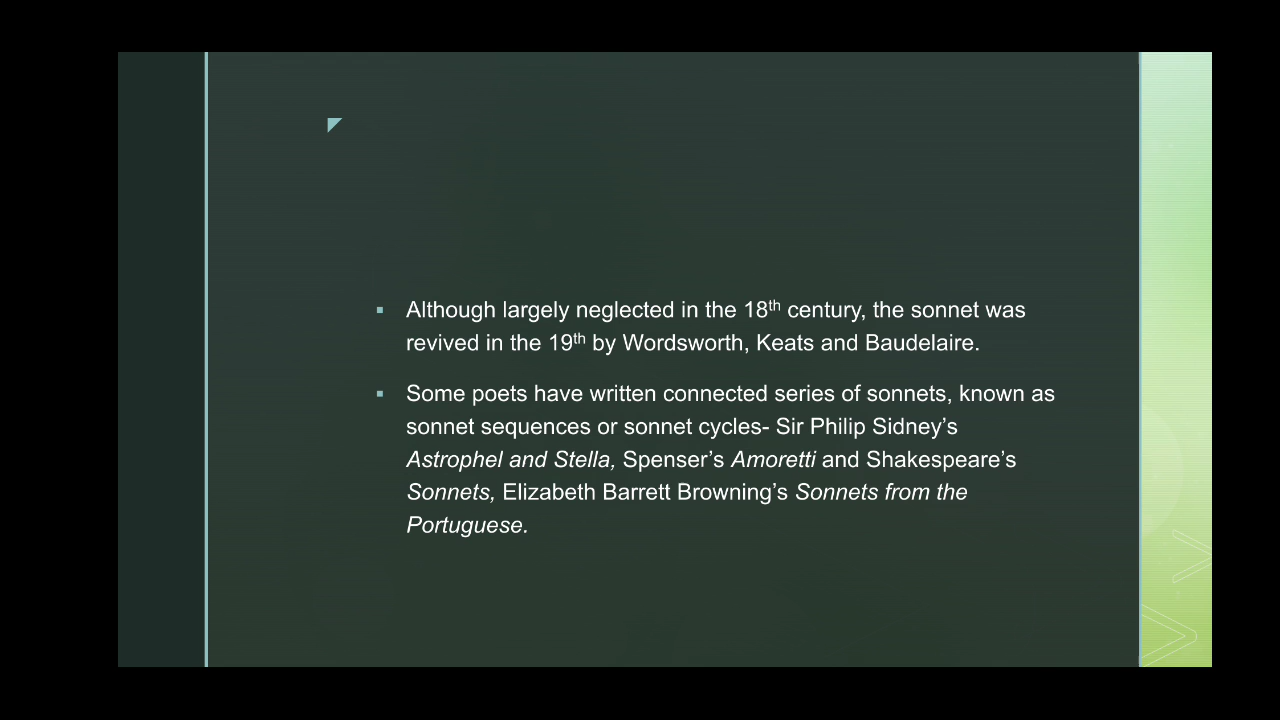 Although largely neglected in the 18th century, the sonnet was
revived in the 19th by Wordsworth, Keats and Baudelaire.
Some poets have written connected series of sonnets, known as
sonnet sequences or sonnet cycles- Sir Philip Sidney’s
Astrophel and Stella, Spenser’s Amoretti and Shakespeare’s
Sonnets, Elizabeth Barrett Browning’s Sonnets from the
Portuguese.